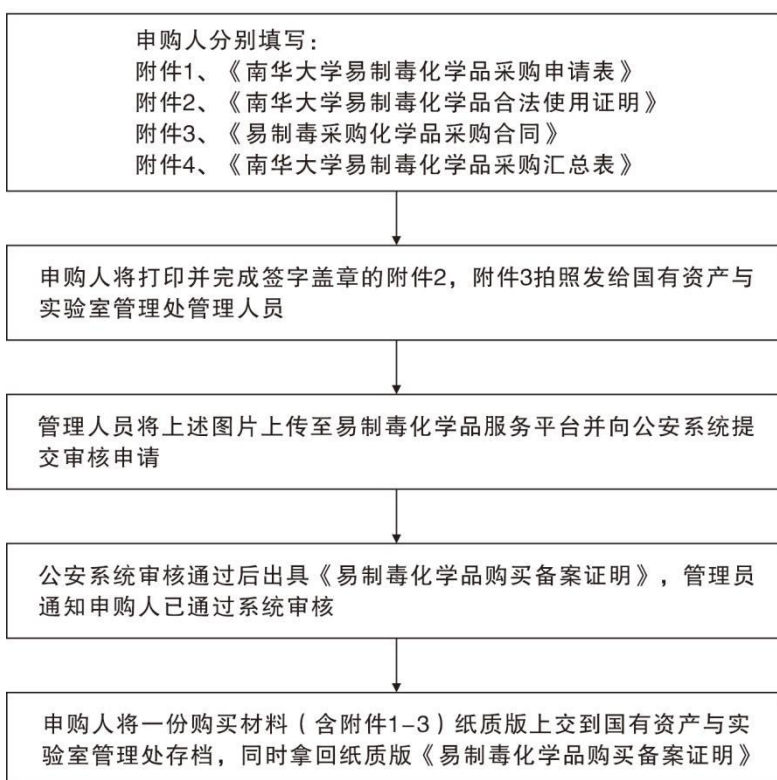 申购人分别填写：
附件1、《南华大学易制毒化学品采购申请表》
附件2、《南华大学易制毒化学品合法使用证明》
附件3、《易制毒采购化学品采购合同》
附件4、《南华大学易制毒化学品采购汇总表》
申购人将打印并完成签字盖章的附件2，附件3拍照发给国有资产与
实验室管理处管理人员
管理人员将上述图片上传至易制毒化学品服务平台并向公安系统提
交审核申请
公安系统审核通过后出具《易制毒化学品购买备案证明》，管理员
通知申购人已通过系统审核
申购人将一份购买材料（含附件1-3）纸质版上交到国有资产与实
验室管理处存档，同时拿回纸质版《易制毒化学品购买备案证明》